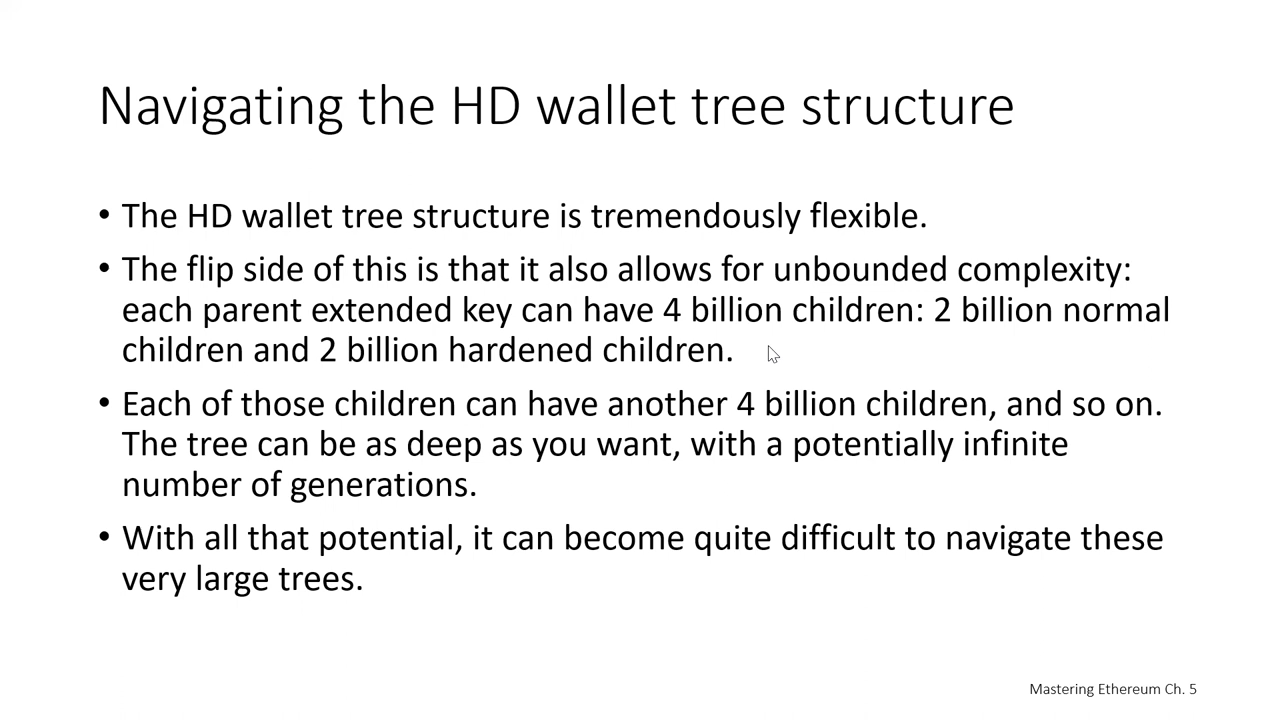 Navigating the HD wallet tree structure
• The HD wallet tree structure is tremendously flexible.
• The flip side of this is that it also allows for unbounded complexity:
each parent extended key can have 4 billion children: 2 billion normal
children and 2 billion hardened children.
• Each of those children can have another 4 billion children, and so on.
The tree can be as deep as you want, with a potentially infinite
number of generations.
• With all that potential, it can become quite difficult to navigate these
very large trees.
Mastering Ethereum Ch. 5